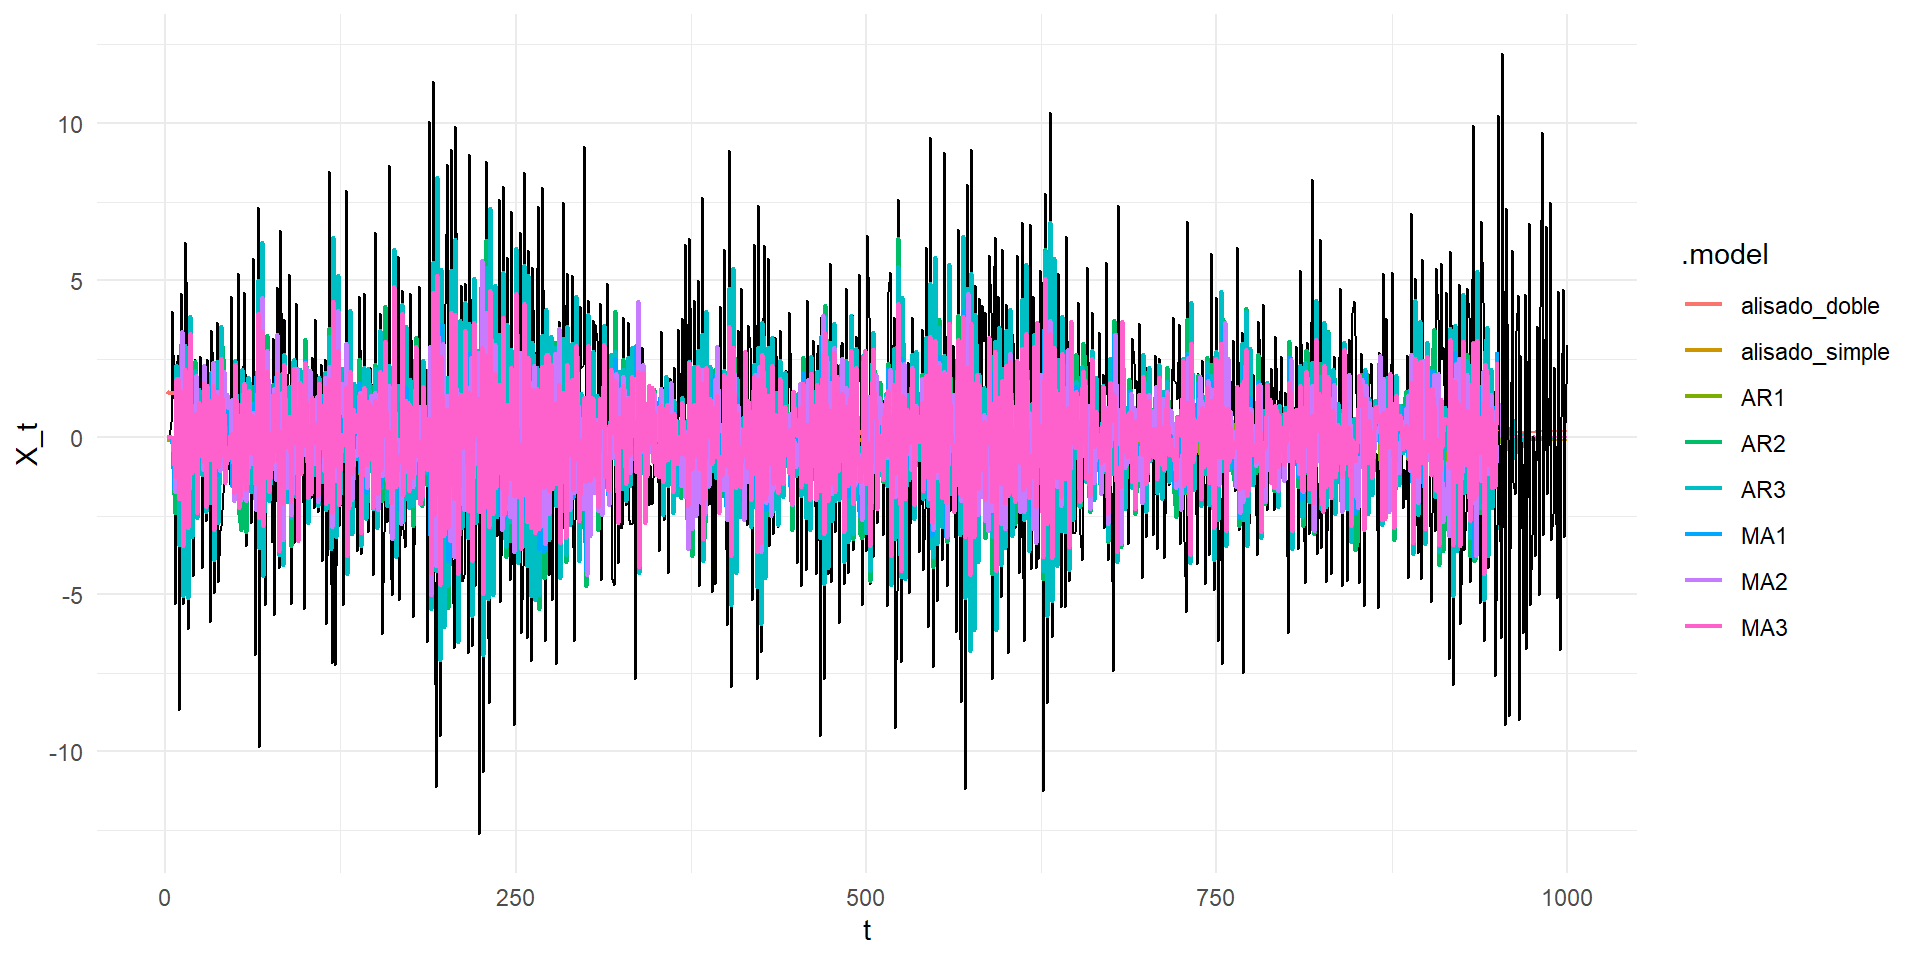 X_t
10
5
0
-5
-10
0
250
500
750
1000
t
.model
alisado_doble
alisado_simple
AR1
AR2
AR3
MA1
MA2
MA3